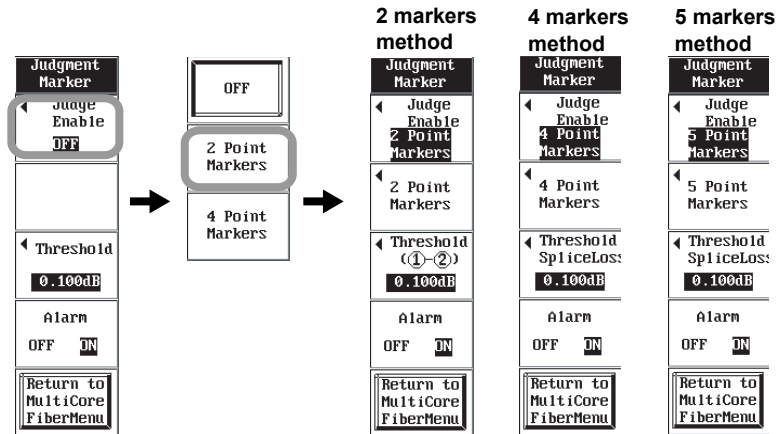 Judgment
Marker
Judge
Enable
OFF
Threshold
0.100dB
Alarm
OFF ON
Return to
MultiCore
FiberMenu
OFF
2 Point
Markers
4 Point
Markers
2 markers
method
Judgment
Marker
Judge
Enable
2 Point
Markers
2 Point
Markers
Threshold
(①-②)
0.100dB
Alarm
OFF ON
Return to
MultiCore
FiberMenu
4 markers
method
Judgment
Marker
Judge
Enable
4 Point
Markers
4 Point
Markers
Threshold
SpliceLoss
0.100dB
Alarm
OFF ON
Return to
MultiCore
FiberMenu
5 markers
method
Judgment
Marker
Judge
Enable
5 Point
Markers
5 Point
Markers
Threshold
SpliceLoss
0.100dB
Alarm
OFF ON
Return to
MultiCore
FiberMenu